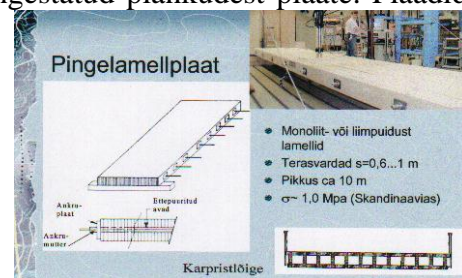 ngestatud plankudest plaate. Plaadid
Pingelamellplaat
Monoliit- või liimpuidust
lamellid
Terasvardad s=0,6...1 m
Pikkus ca 10 m
σ~ 1,0 Mpa (Skandinaavias)
Ankru-
plaat
Ettepuuritud
avad
Ankru-
mutter
Karpristlõige